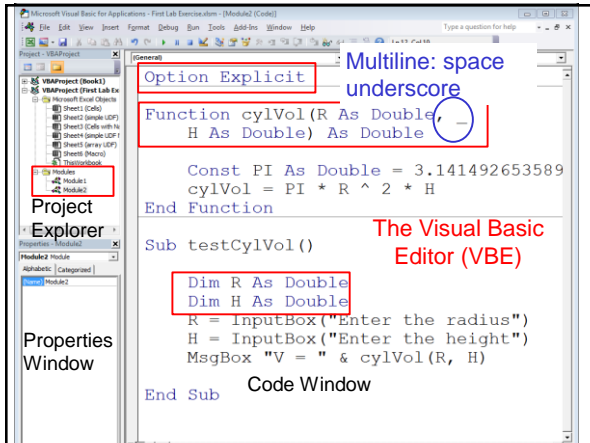 Microsoft Visual Basic for Applications - First Lab Exercise.xlsm - [Module2 (Code)]
File Edit View Insert Format Debug Run Tools Add-Ins Window Help Type a question for help
Project - VBAProject
(General)
VBAProject (Book1)
VBAProject (First Lab Ex
Microsoft Excel Objects
Sheet1 (Cells)
Sheet2 (simple UDF)
Sheet3 (Cells with Na
Sheet4 (simple UDF f
Sheet5 (array UDF)
Sheet6 (Macro)
ThisWorkbook
Modules
Module1
Module2
Project
Explorer
Properties - Module2
Module2 Module
Alphabetic Categorized
(Name) Module2
Properties
Window
Multiline: space
underscore
Option Explicit
Function cylVol(R As Double, _
H As Double) As Double
Const PI As Double = 3.141492653589
cylVol = PI * R ^ 2 * H
End Function
The Visual Basic
Editor (VBE)
Sub testCylVol()
Dim R As Double
Dim H As Double
R = InputBox("Enter the radius")
H = InputBox("Enter the height")
MsgBox "V = " & cylVol(R, H)
Code Window
End Sub